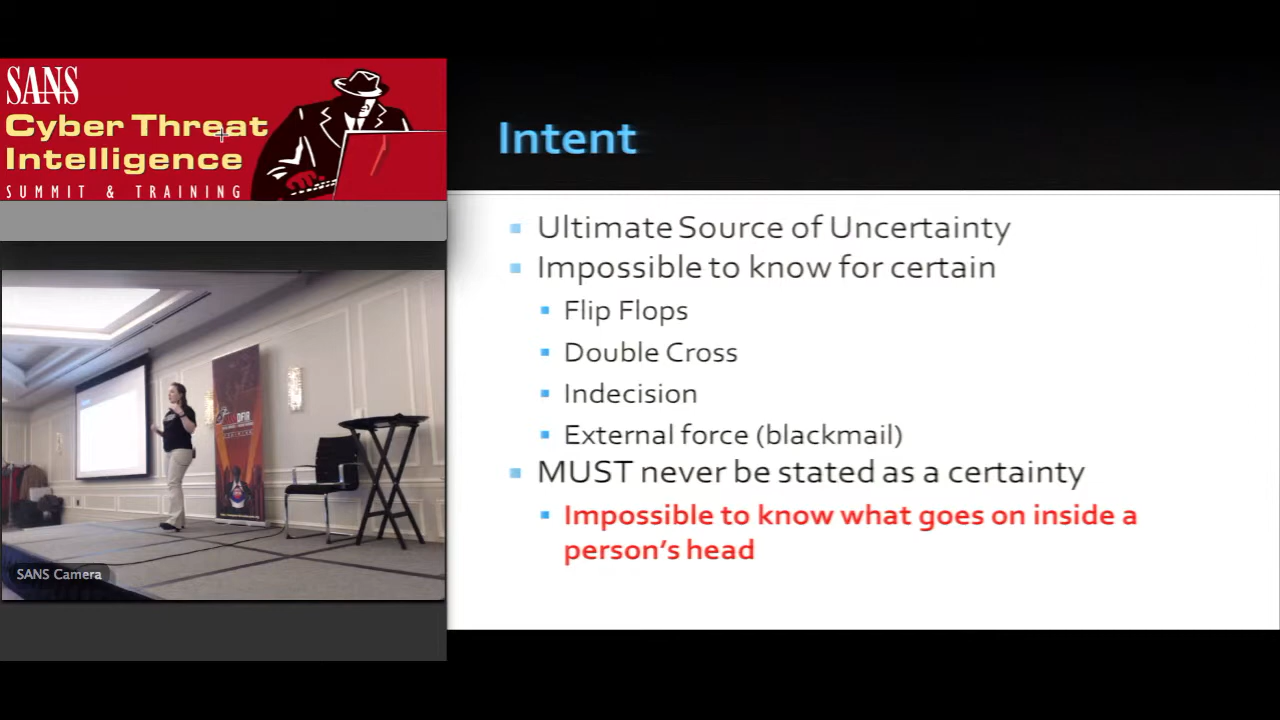 SANS
Cyber Threat
Intelligence
SUMMIT & TRAINING
Intent
Ultimate Source of Uncertainty
Impossible to know for certain
Flip Flops
Double Cross
Indecision
External force (blackmail)
MUST never be stated as a certainty
Impossible to know what goes on inside a
person's head
DFIR
SANS Camera